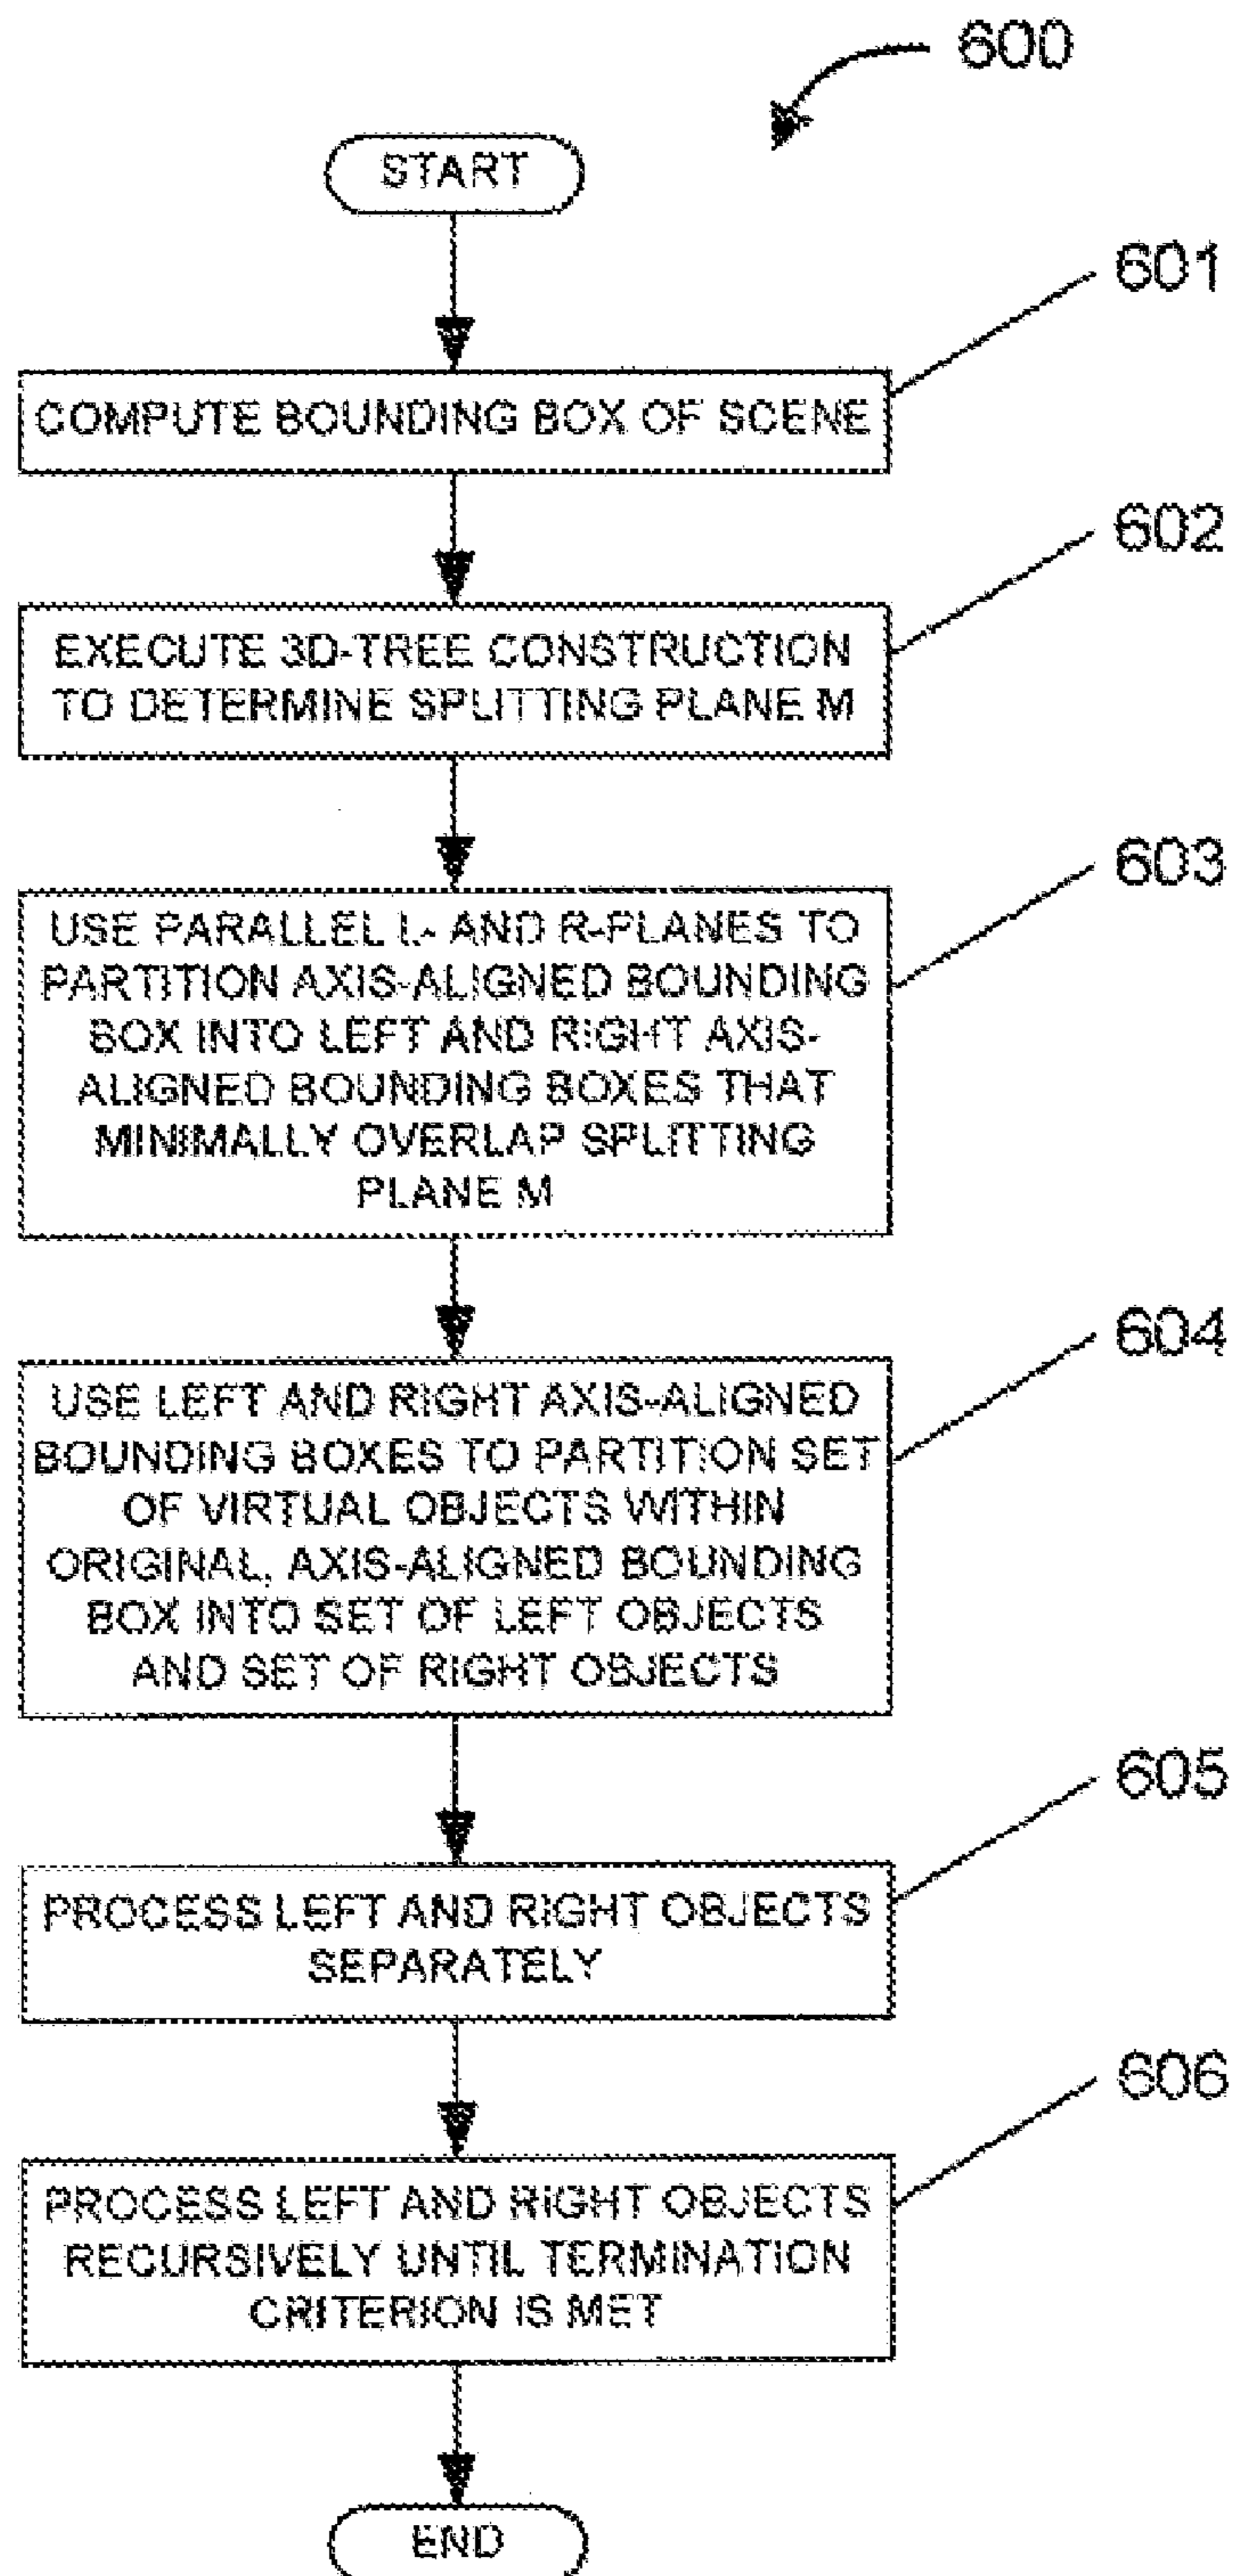 600
START
601
COMPUTE BOUNDING BOX OF SCENE
602
EXECUTE 3D-TREE CONSTRUCTION
TO DETERMINE SPLITTING PLANE M
603
USE PARALLEL L- AND R-PLANES TO
PARTITION AXIS-ALIGNED BOUNDING
BOX INTO LEFT AND RIGHT AXIS-
ALIGNED BOUNDING BOXES THAT
MINIMALLY OVERLAP SPLITTING
PLANE M
604
USE LEFT AND RIGHT AXIS-ALIGNED
BOUNDING BOXES TO PARTITION SET
OF VIRTUAL OBJECTS WITHIN
ORIGINAL, AXIS-ALIGNED BOUNDING
BOX INTO SET OF LEFT OBJECTS
AND SET OF RIGHT OBJECTS
605
PROCESS LEFT AND RIGHT OBJECTS
SEPARATELY
606
PROCESS LEFT AND RIGHT OBJECTS
RECURSIVELY UNTIL TERMINATION
CRITERION IS MET
END